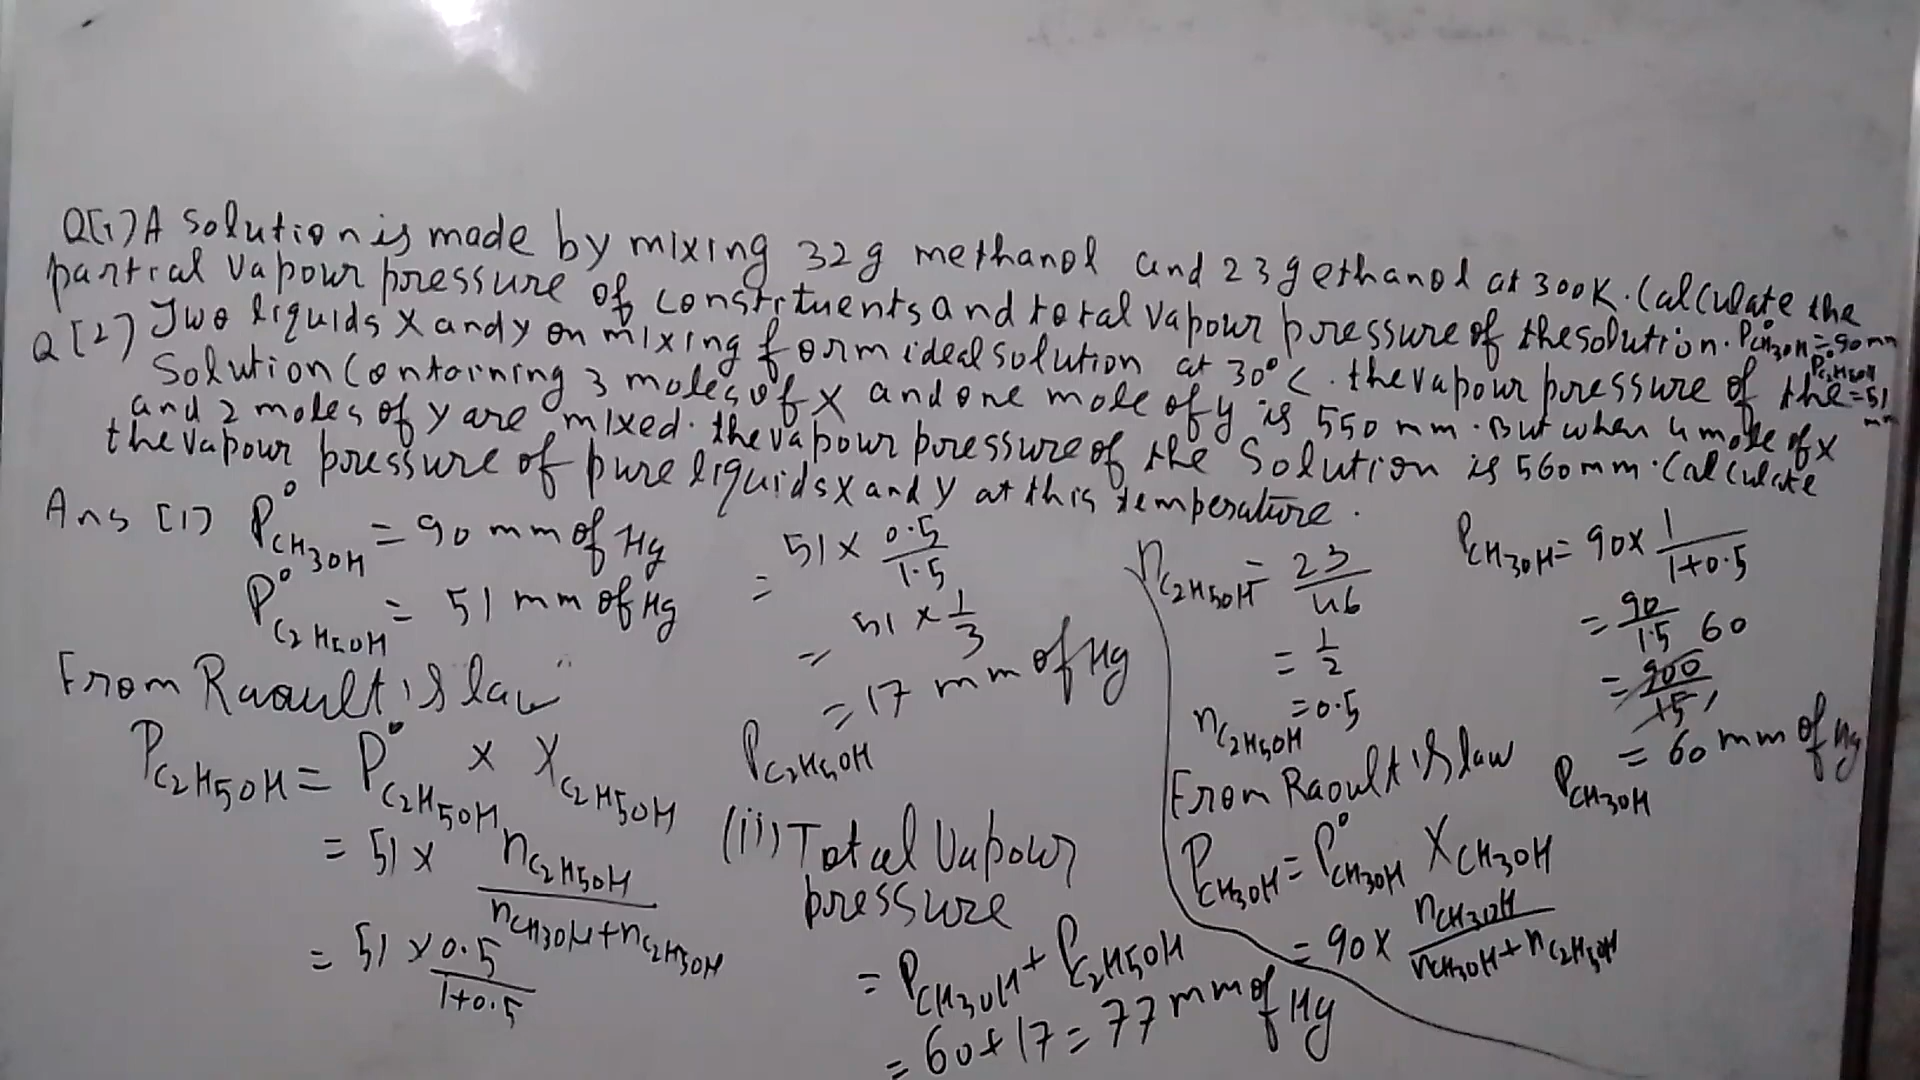 Q[1] A solution is made by mixing 32g methanol and 23g ethanol at 300K. Calculate the
partial vapour pressure of constituents and total vapour pressure of the solution. P°CH3OH = 90 mm
P°C2H5OH = 51 mm
Q[2] Two liquids X and y on mixing form ideal solution at 30°C. the vapour pressure of the
Solution Containing 3 moles of X and one mole of y is 550 mm. But when 4 mole of X
and 2 moles of y are mixed. the vapour pressure of the Solution is 560mm. Calculate
the vapour pressure of pure liquids X and y at this temperature.
Ans [1] P°CH3OH = 90 mm of Hg
P°C2H5OH = 51 mm of Hg
From Raoult's law
PC2H5OH = P°C2H5OH × XC2H5OH
= 51 × nC2H5OH / nCH3OH + nC2H5OH
= 51 × 0.5 / 1+0.5
= 51 × 0.5 / 1.5
= 51 × 1/3
= 17 mm of Hg
PC2H5OH
(ii) Total Vapour
pressure
= PCH3OH + PC2H5OH
= 60 + 17 = 77 mm of Hg
nC2H5OH = 23/46
= 1/2
= 0.5
nC2H5OH
From Raoult's law
PCH3OH = P°CH3OH XCH3OH
= 90 × nCH3OH / nCH3OH + nC2H5OH
PCH3OH = 90 × 1 / 1+0.5
= 90/1.5 60
= 900/15 1
= 60 mm of Hg
PCH3OH